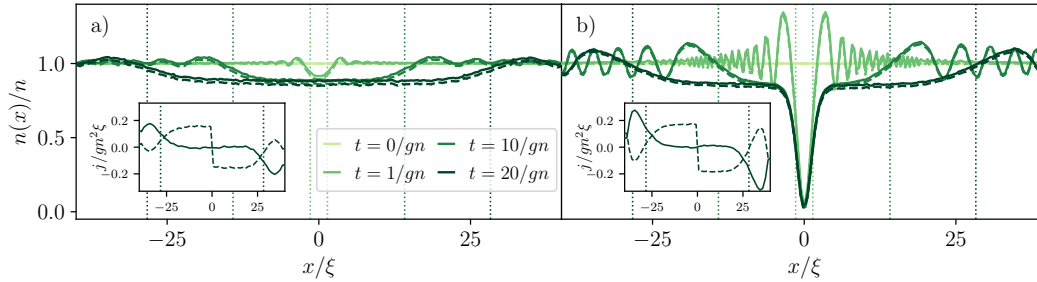 a)
b)
n(x)/n
1.0
0.5
0.0
j/gn²ξ
0.2
0.0
−0.2
−25 0 25
t = 0/gn t = 10/gn
t = 1/gn t = 20/gn
j/gn²ξ
0.2
0.0
−0.2
−25 0 25
−25 0 25
−25 0 25
x/ξ
x/ξ